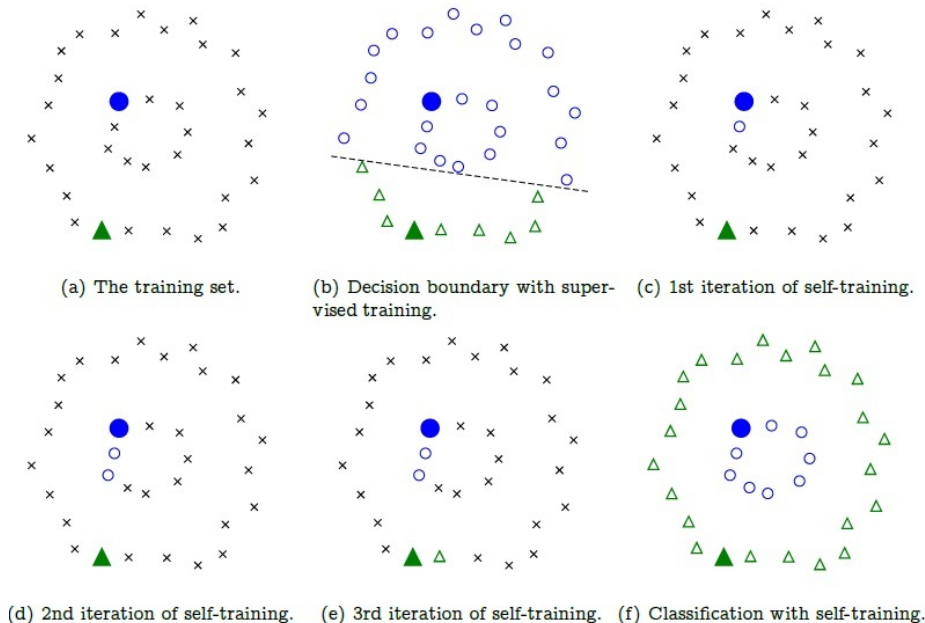 (a) The training set.
(b) Decision boundary with super-
vised training.
(c) 1st iteration of self-training.
(d) 2nd iteration of self-training.
(e) 3rd iteration of self-training.
(f) Classification with self-training.